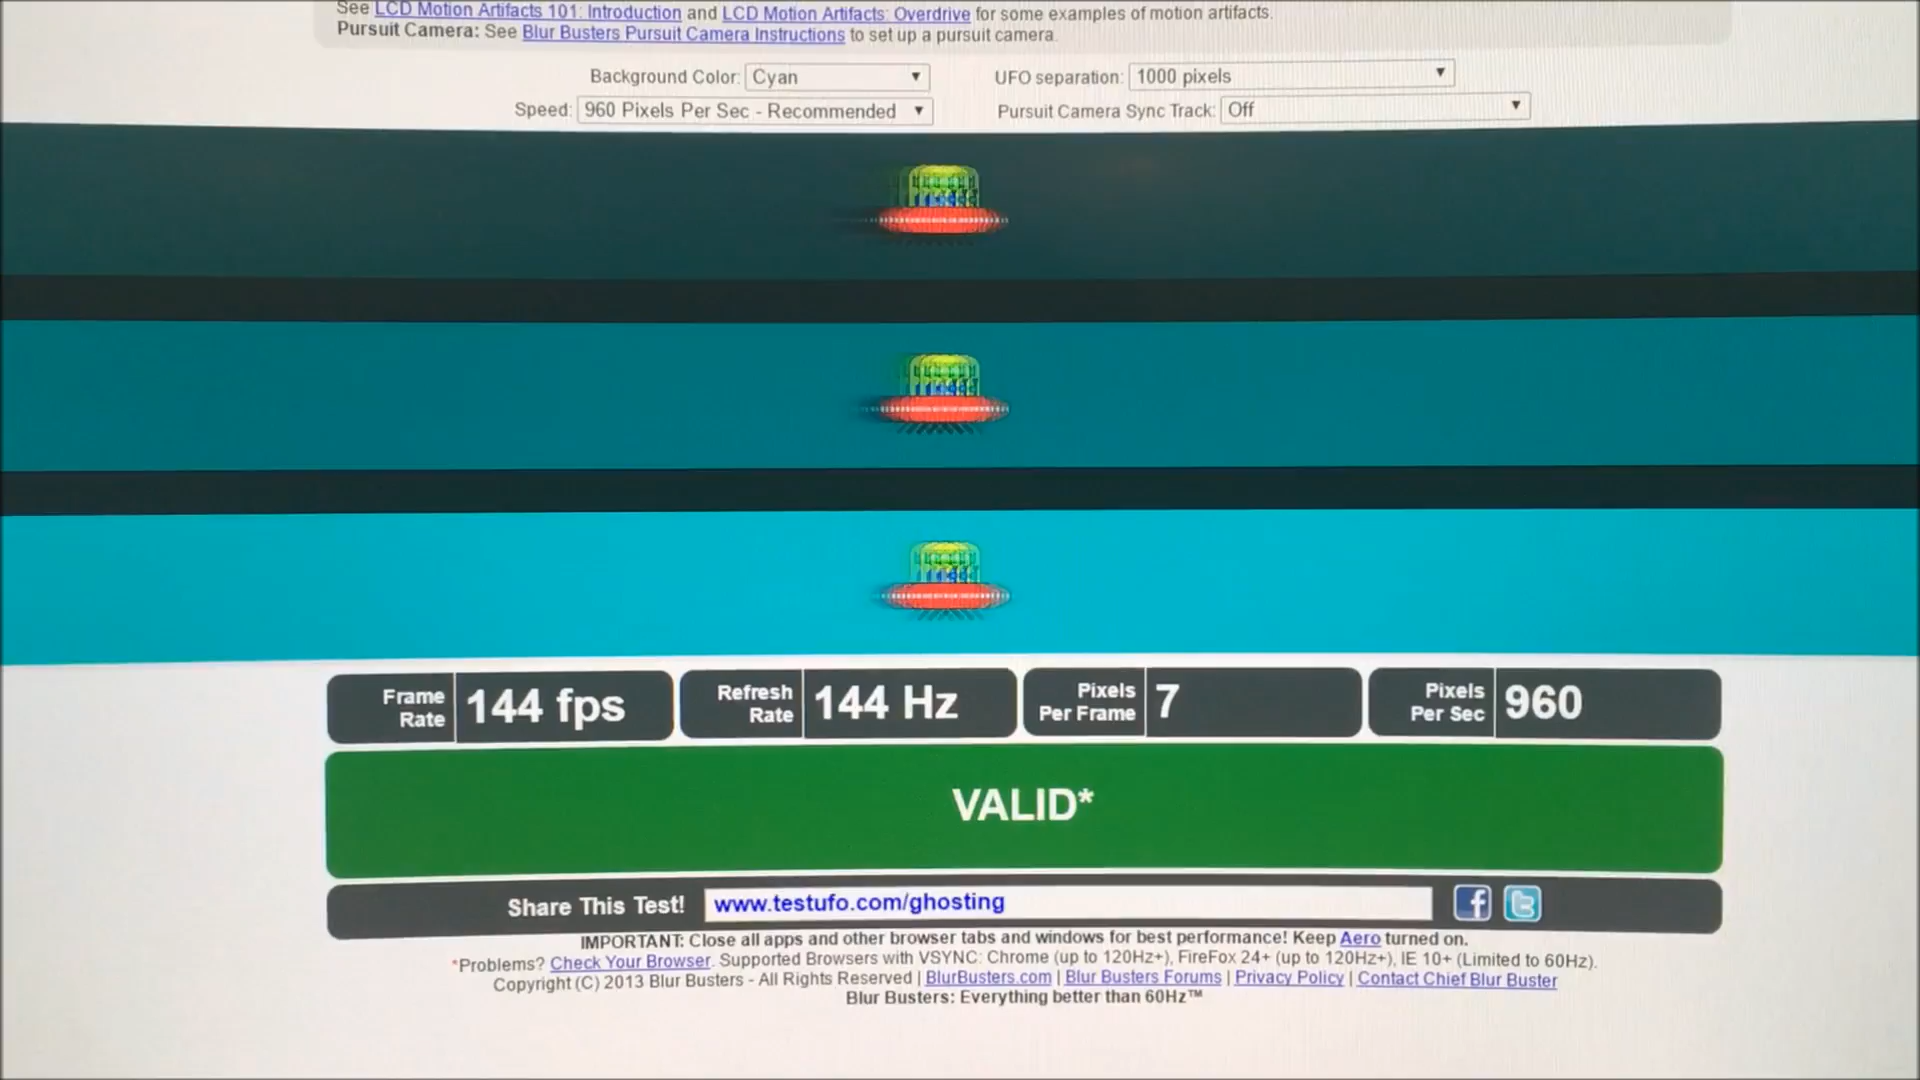 See LCD Motion Artifacts 101: Introduction and LCD Motion Artifacts: Overdrive for some examples of motion artifacts.
Pursuit Camera: See Blur Busters Pursuit Camera Instructions to set up a pursuit camera.
Background Color: Cyan UFO separation: 1000 pixels
Speed: 960 Pixels Per Sec - Recommended Pursuit Camera Sync Track: Off
Frame Rate 144 fps Refresh Rate 144 Hz Pixels Per Frame 7 Pixels Per Sec 960
VALID*
Share This Test! www.testufo.com/ghosting
IMPORTANT: Close all apps and other browser tabs and windows for best performance! Keep Aero turned on.
*Problems? Check Your Browser. Supported Browsers with VSYNC: Chrome (up to 120Hz+), FireFox 24+ (up to 120Hz+), IE 10+ (Limited to 60Hz).
Copyright (C) 2013 Blur Busters - All Rights Reserved | BlurBusters.com | Blur Busters Forums | Privacy Policy | Contact Chief Blur Buster
Blur Busters: Everything better than 60Hz™